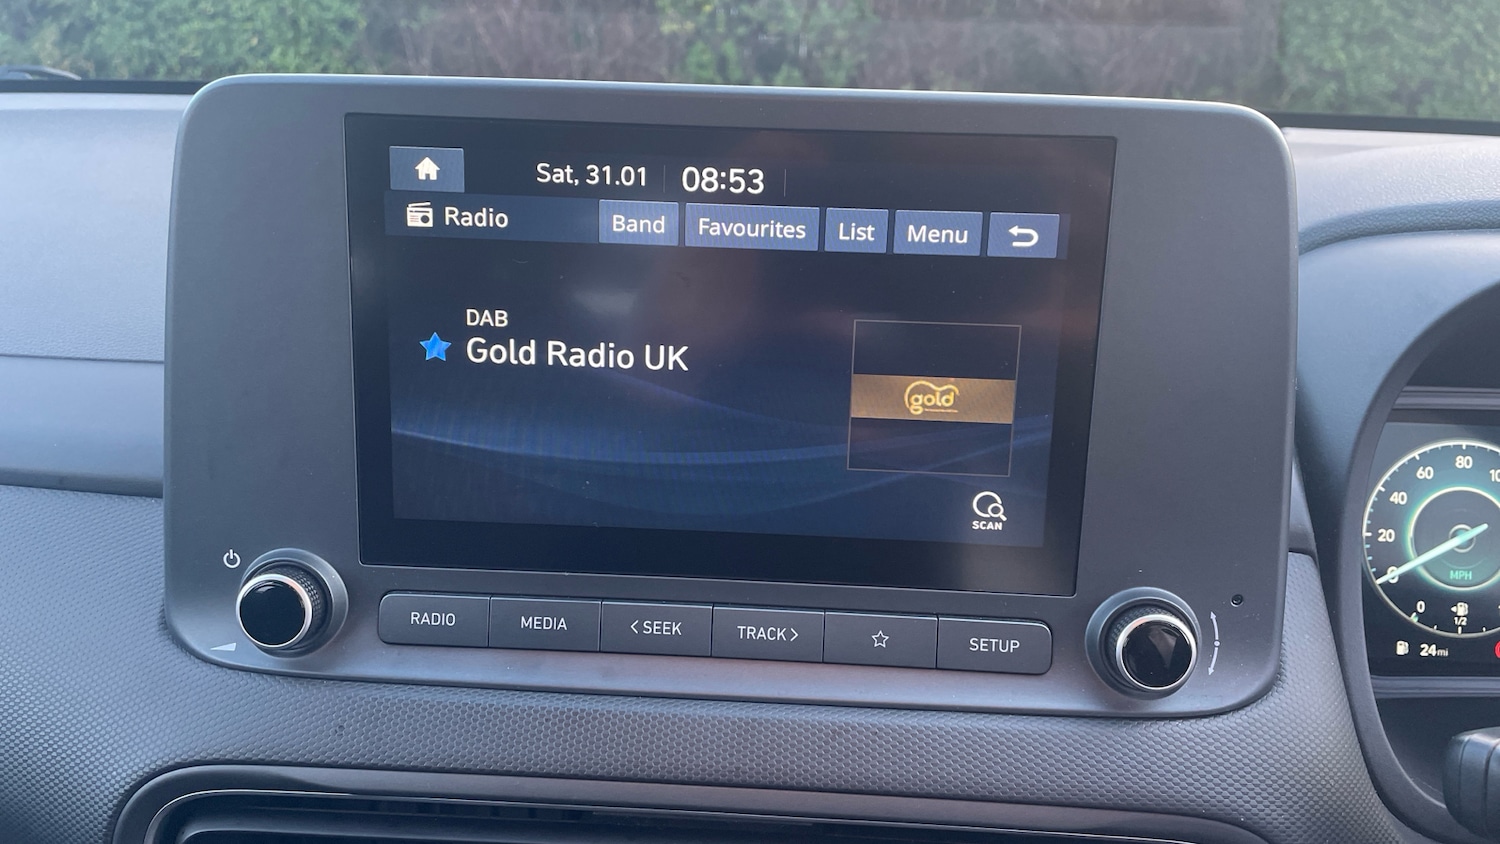 Sat, 31.01 08:53
Radio Band Favourites List Menu
DAB
Gold Radio UK
gold
SCAN
RADIO MEDIA <SEEK TRACK> SETUP
0 20 40 60 80
MPH
0 1/2
24mi